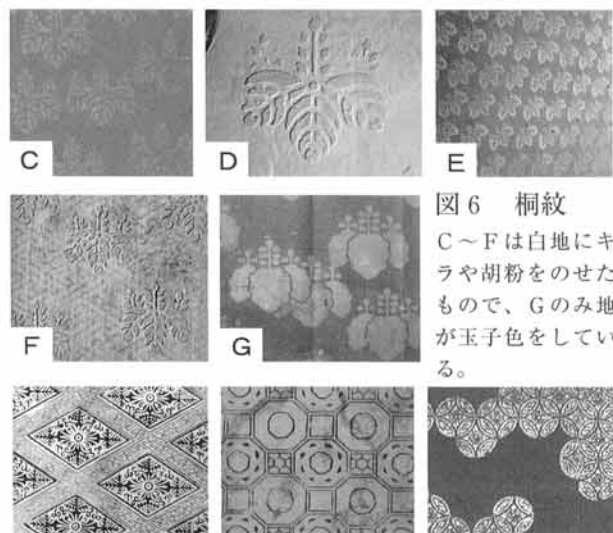 C
D
E
F
G
図6 桐紋
C~Fは白地にキ
ラや胡粉をのせた
もので、Gのみ地
が玉子色をしてい
る。